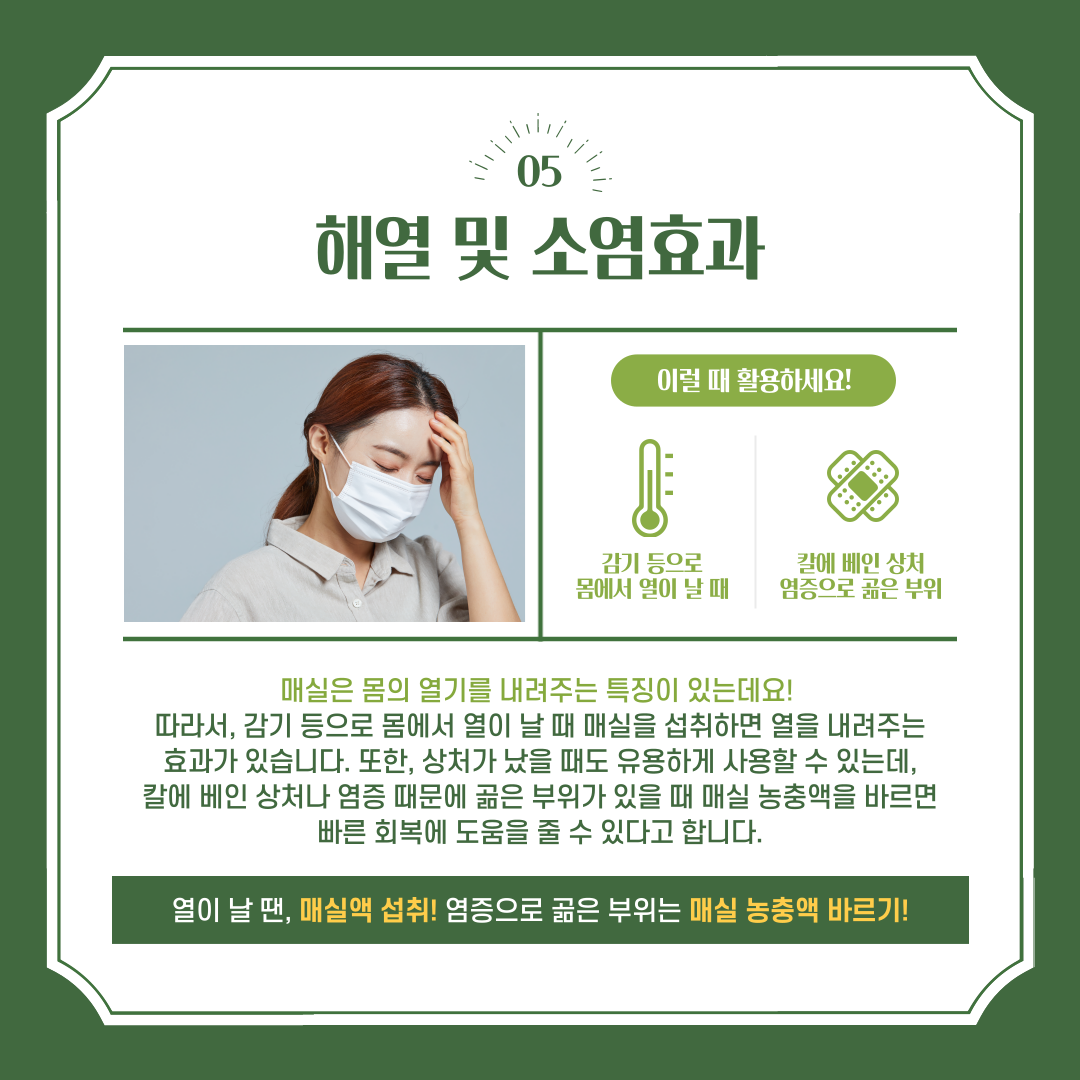 05
해열 및 소염효과
이럴 때 활용하세요!
감기 등으로
몸에서 열이 날 때
칼에 베인 상처
염증으로 곪은 부위
매실은 몸의 열기를 내려주는 특징이 있는데요!
따라서, 감기 등으로 몸에서 열이 날 때 매실을 섭취하면 열을 내려주는
효과가 있습니다. 또한, 상처가 났을 때도 유용하게 사용할 수 있는데,
칼에 베인 상처나 염증 때문에 곪은 부위가 있을 때 매실 농충액을 바르면
빠른 회복에 도움을 줄 수 있다고 합니다.
열이 날 땐, 매실액 섭취! 염증으로 곪은 부위는 매실 농충액 바르기!